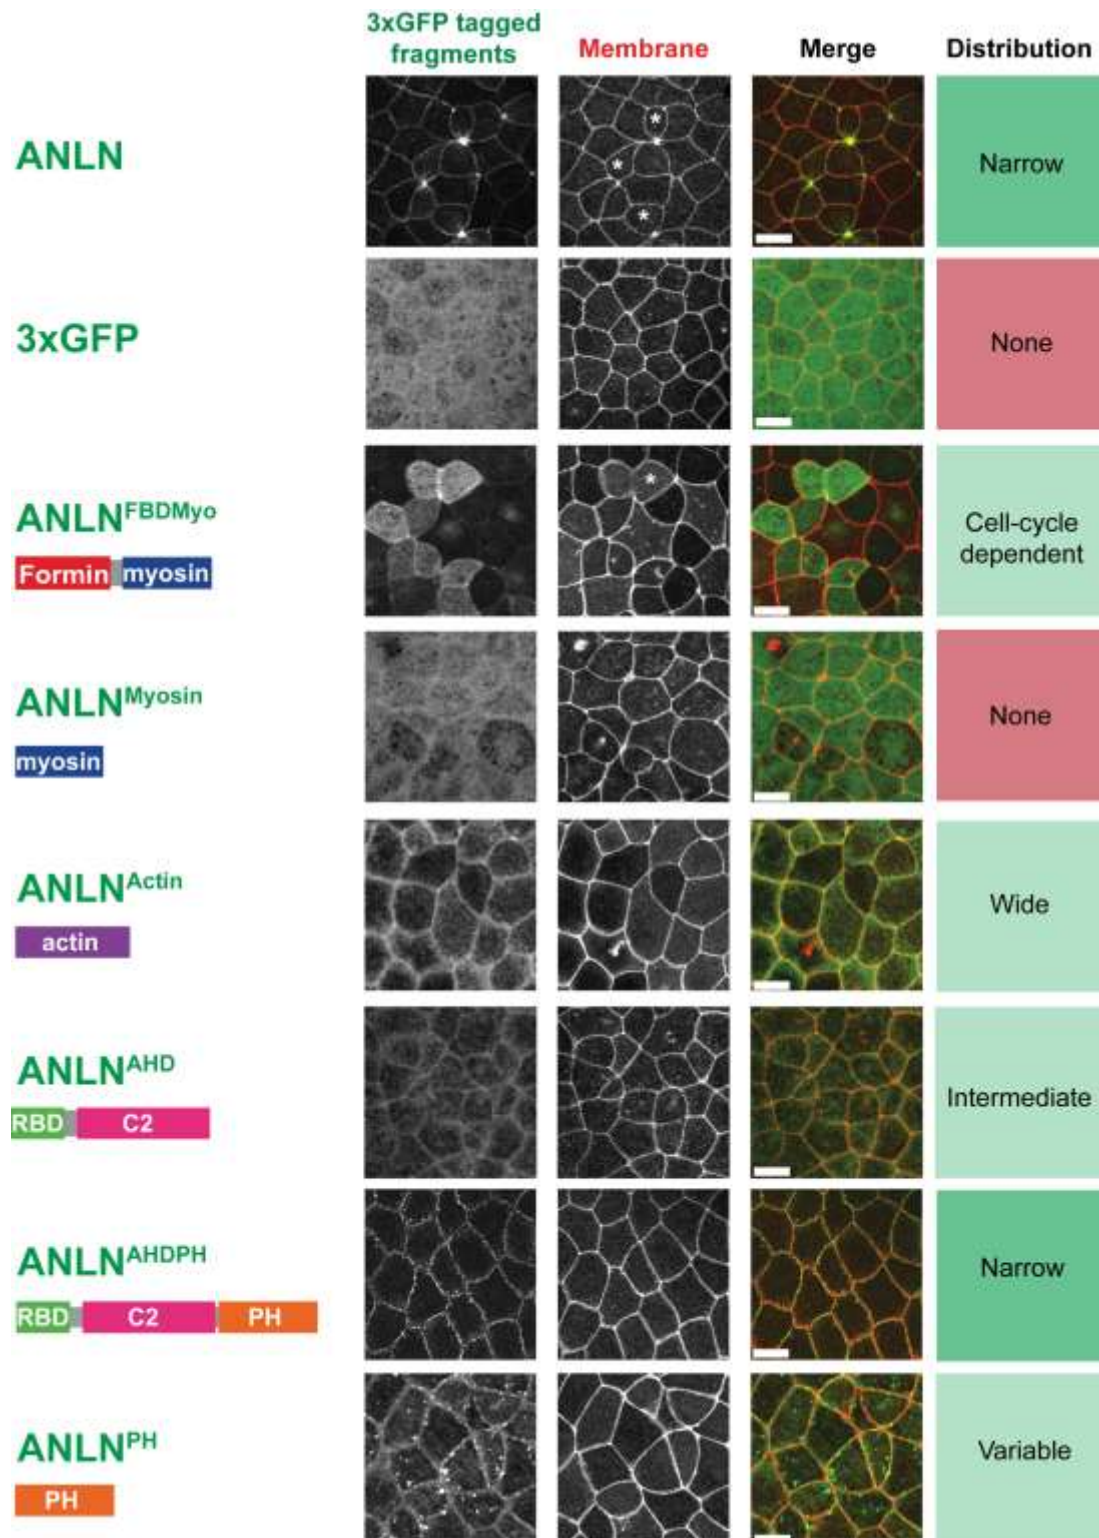 3xGFP tagged
fragments
Membrane
Merge
Distribution
ANLN
*
*
*
Narrow
3xGFP
None
ANLNFBDMyo
Formin myosin
*
Cell-cycle
dependent
ANLNMyosin
myosin
None
ANLNActin
actin
Wide
ANLNAHD
RBD C2
Intermediate
ANLNAHDPH
RBD C2 PH
Narrow
ANLNPH
PH
Variable